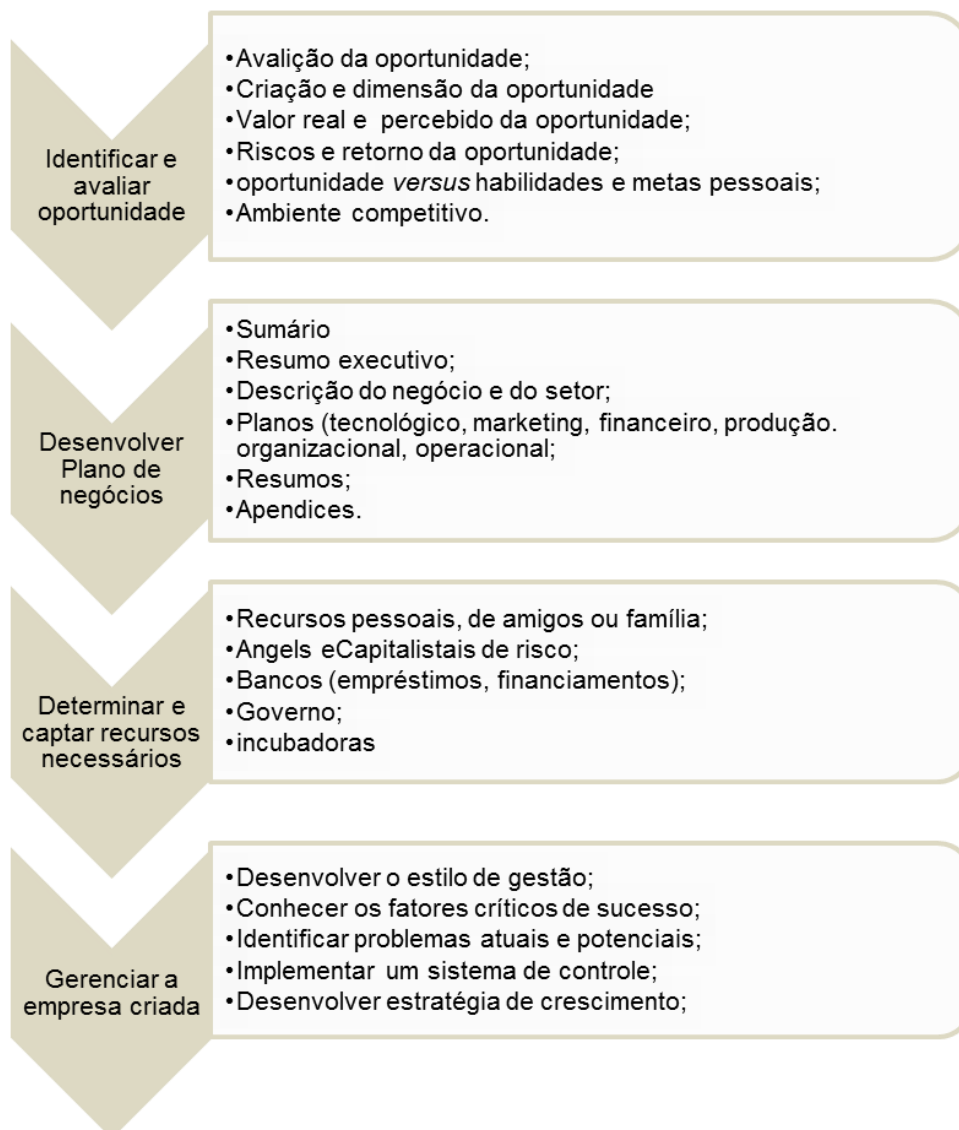 Identificar e
avaliar
oportunidade
•Avalição da oportunidade;
•Criação e dimensão da oportunidade
•Valor real e percebido da oportunidade;
•Riscos e retorno da oportunidade;
•oportunidade versus habilidades e metas pessoais;
•Ambiente competitivo.
Desenvolver
Plano de
negócios
•Sumário
•Resumo executivo;
•Descrição do negócio e do setor;
•Planos (tecnológico, marketing, financeiro, produção.
organizacional, operacional;
•Resumos;
•Apendices.
Determinar e
captar recursos
necessários
•Recursos pessoais, de amigos ou família;
•Angels eCapitalistais de risco;
•Bancos (empréstimos, financiamentos);
•Governo;
•incubadoras
Gerenciar a
empresa criada
•Desenvolver o estilo de gestão;
•Conhecer os fatores críticos de sucesso;
•Identificar problemas atuais e potenciais;
•Implementar um sistema de controle;
•Desenvolver estratégia de crescimento;